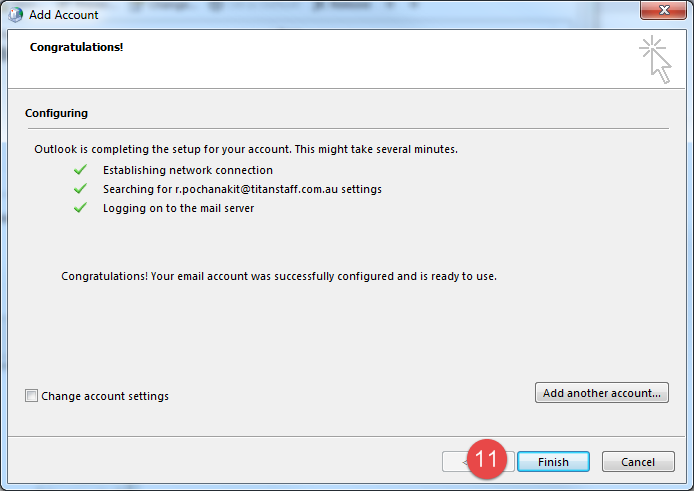 Add Account
Congratulations!
Configuring
Outlook is completing the setup for your account. This might take several minutes.
Establishing network connection
Searching for r.pochanakit@titanstaff.com.au settings
Logging on to the mail server
Congratulations! Your email account was successfully configured and is ready to use.
Change account settings
Add another account...
11
Finish
Cancel